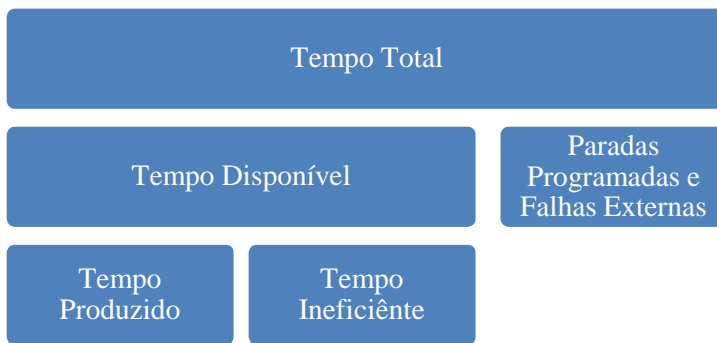 Tempo Total
Tempo Disponível
Paradas
Programadas e
Falhas Externas
Tempo
Produzido
Tempo
Ineficiênte